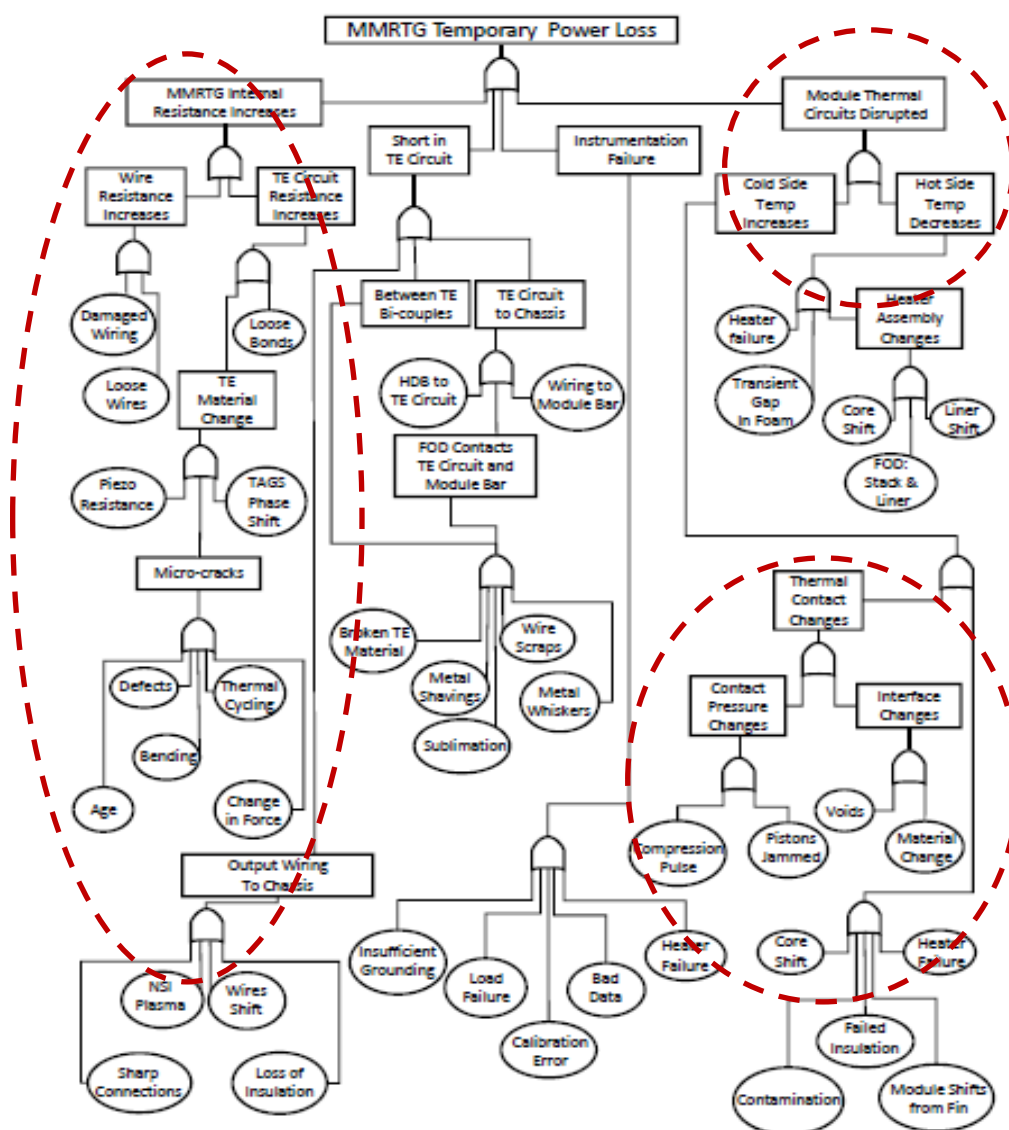 MMRTG Temporary Power Loss
MMRTG Internal
Resistance Increases
Module Thermal
Circuits Disrupted
Short in
TE Circuit
Instrumentation
Failure
Wire
Resistance
Increases
TE Circuit
Resistance
Increases
Cold Side
Temp
Increases
Hot Side
Temp
Decreases
Between TE
Bi-couples
TE Circuit
to Chassis
Damaged
Wiring
Loose
Bonds
Heater
failure
Heater
Assembly
Changes
Loose
Wires
TE
Material
Change
HDB to
TE Circuit
Wiring to
Module Bar
Transient
Gap
In Foam
Core
Shift
Liner
Shift
FOD Contacts
TE Circuit and
Module Bar
FOD:
Stack &
Liner
Piezo
Resistance
TAGS
Phase
Shift
Micro-cracks
Thermal
Contact
Changes
Broken TE
Material
Wire
Scraps
Metal
Shavings
Metal
Whiskers
Sublimation
Defects
Thermal
Cycling
Bending
Contact
Pressure
Changes
Interface
Changes
Age
Change
in Force
Voids
Compression
Pulse
Pistons
Jammed
Material
Change
Output Wiring
To Chassis
Insufficient
Grounding
Heater
Failure
Core
Shift
Heater
Failure
NSI
Plasma
Wires
Shift
Load
Failure
Bad
Data
Calibration
Error
Failed
Insulation
Sharp
Connections
Loss of
Insulation
Contamination
Module Shifts
from Fin